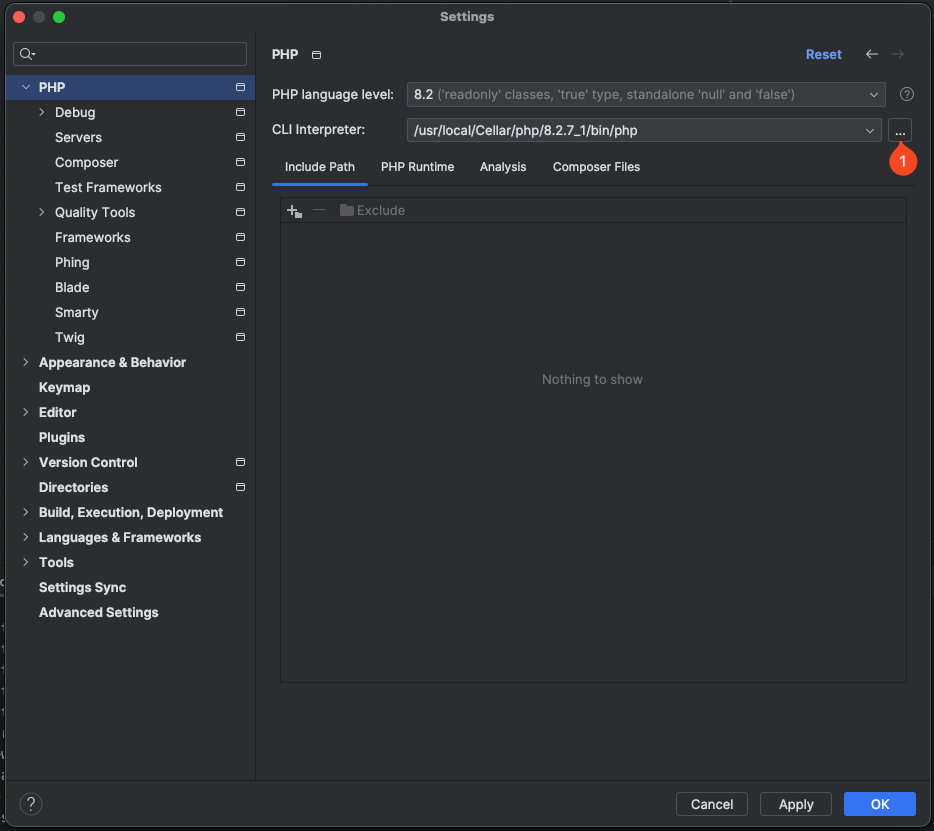 Settings
PHP
Reset
PHP
Debug
Servers
Composer
Test Frameworks
Quality Tools
Frameworks
Phing
Blade
Smarty
Twig
Appearance & Behavior
Keymap
Editor
Plugins
Version Control
Directories
Build, Execution, Deployment
Languages & Frameworks
Tools
Settings Sync
Advanced Settings
PHP language level: 8.2 ('readonly' classes, 'true' type, standalone 'null' and 'false') ?
CLI Interpreter: /usr/local/Cellar/php/8.2.7_1/bin/php ...
1
Include Path PHP Runtime Analysis Composer Files
Exclude
Nothing to show
? Cancel Apply OK